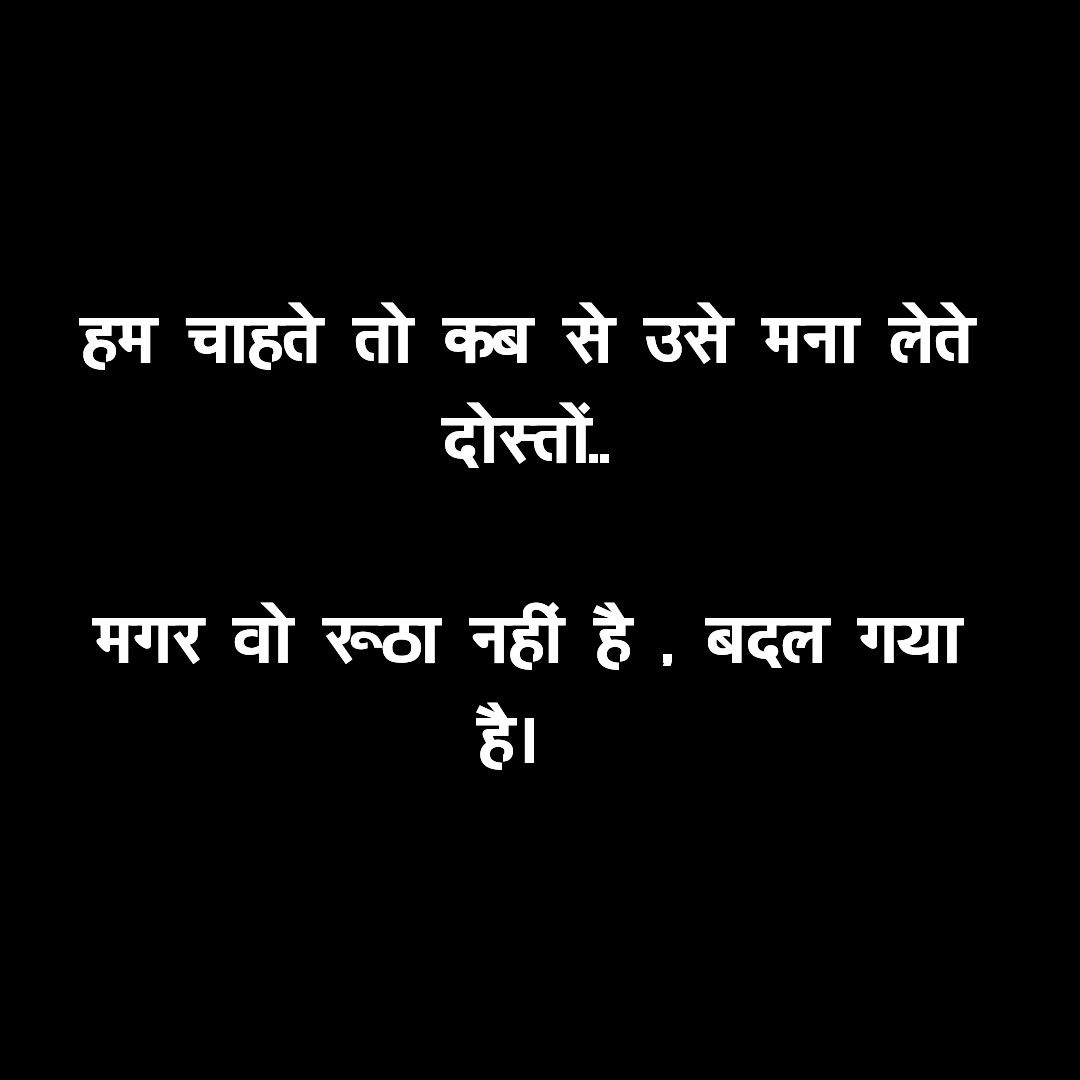 हम चाहते तो कब से उसे मना लेते
दोस्तों..
मगर वो रूठा नहीं है , बदल गया
है।